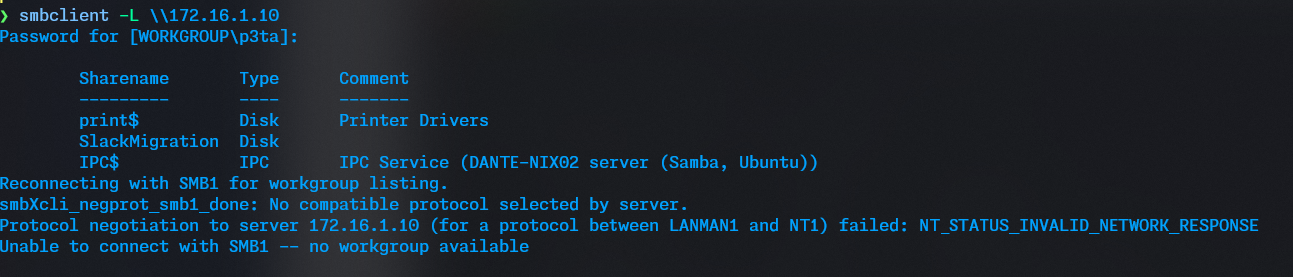 ❯ smbclient -L \\172.16.1.10
Password for [WORKGROUP\p3ta]:
Sharename Type Comment
--------- ---- -------
print$ Disk Printer Drivers
SlackMigration Disk
IPC$ IPC IPC Service (DANTE-NIX02 server (Samba, Ubuntu))
Reconnecting with SMB1 for workgroup listing.
smbXcli_negprot_smb1_done: No compatible protocol selected by server.
Protocol negotiation to server 172.16.1.10 (for a protocol between LANMAN1 and NT1) failed: NT_STATUS_INVALID_NETWORK_RESPONSE
Unable to connect with SMB1 -- no workgroup available